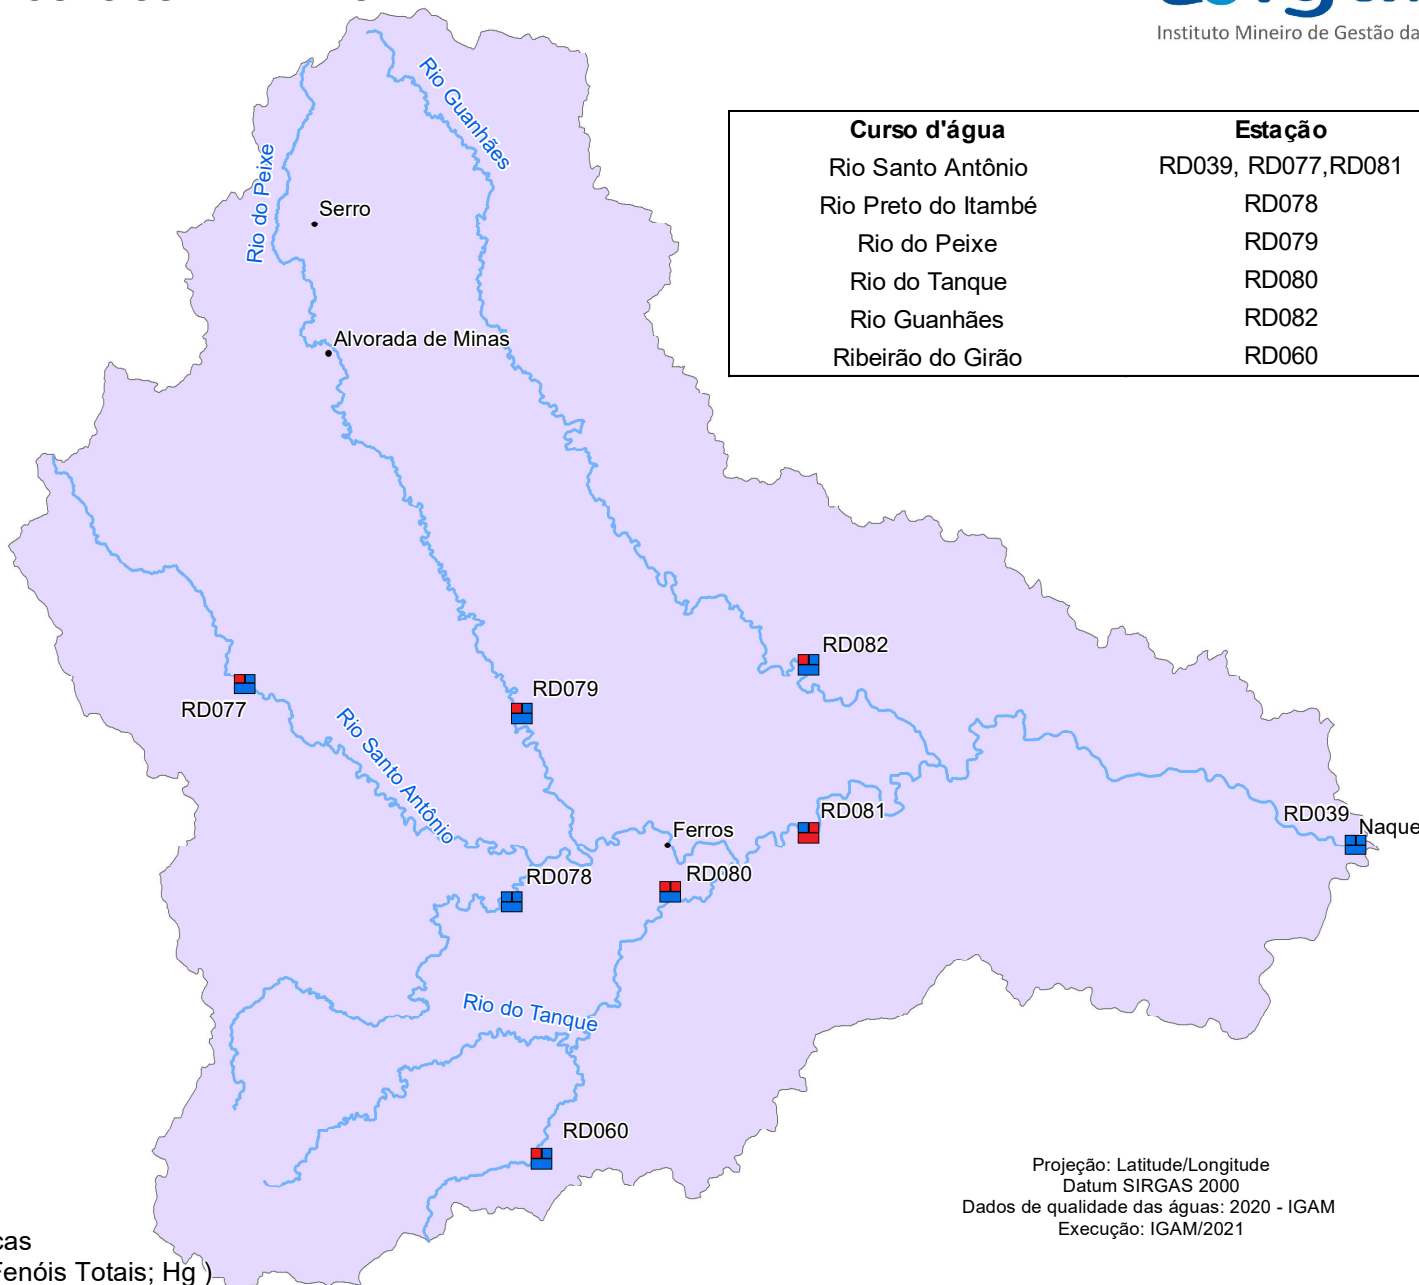 Instituto Mineiro de Gestão da
Curso d'água Estação
Rio Santo Antônio RD039, RD077,RD081
Rio Preto do Itambé RD078
Rio do Peixe RD079
Rio do Tanque RD080
Rio Guanhães RD082
Ribeirão do Girão RD060
Rio Guanhães
Rio do Peixe
Serro
Alvorada de Minas
RD082
RD079
RD077
Rio Santo Antônio
RD081
RD039
Naque
Ferros
RD080
RD078
Rio do Tanque
RD060
Projeção: Latitude/Longitude
Datum SIRGAS 2000
Dados de qualidade das águas: 2020 - IGAM
Execução: IGAM/2021
cas
Fenóis Totais; Hg )